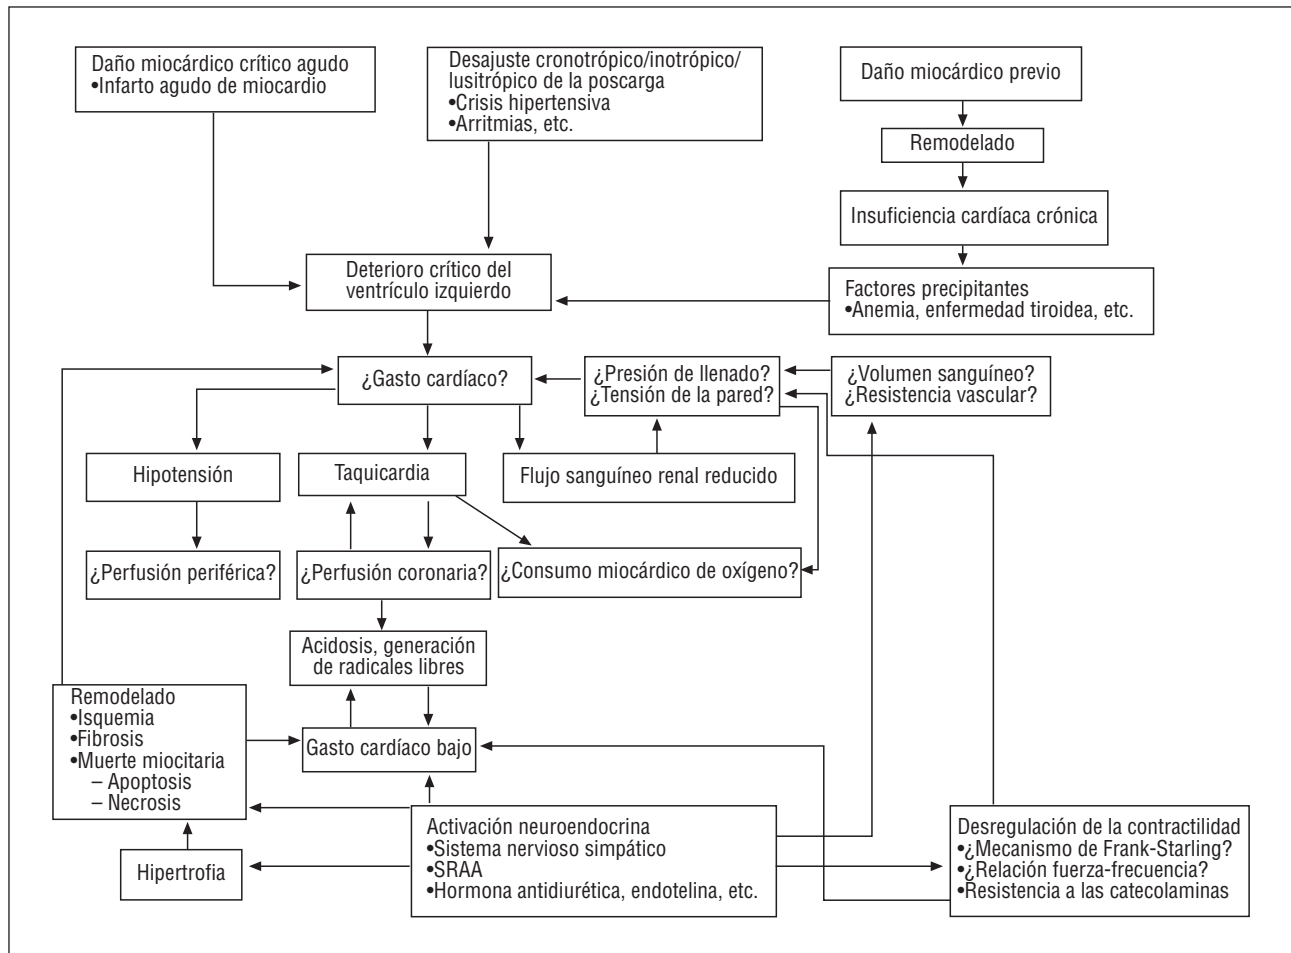 Daño miocárdico crítico agudo
•Infarto agudo de miocardio
Desajuste cronotrópico/inotrópico/
lusitrópico de la poscarga
•Crisis hipertensiva
•Arritmias, etc.
Daño miocárdico previo
Remodelado
Insuficiencia cardíaca crónica
Factores precipitantes
•Anemia, enfermedad tiroidea, etc.
Deterioro crítico del
ventrículo izquierdo
¿Gasto cardíaco?
¿Presión de llenado?
¿Tensión de la pared?
¿Volumen sanguíneo?
¿Resistencia vascular?
Hipotensión
Taquicardia
Flujo sanguíneo renal reducido
¿Perfusión periférica?
¿Perfusión coronaria?
¿Consumo miocárdico de oxígeno?
Acidosis, generación
de radicales libres
Remodelado
•Isquemia
•Fibrosis
•Muerte miocitaria
– Apoptosis
– Necrosis
Gasto cardíaco bajo
Hipertrofia
Activación neuroendocrina
•Sistema nervioso simpático
•SRAA
•Hormona antidiurética, endotelina, etc.
Desregulación de la contractilidad
•¿Mecanismo de Frank-Starling?
•¿Relación fuerza-frecuencia?
•Resistencia a las catecolaminas